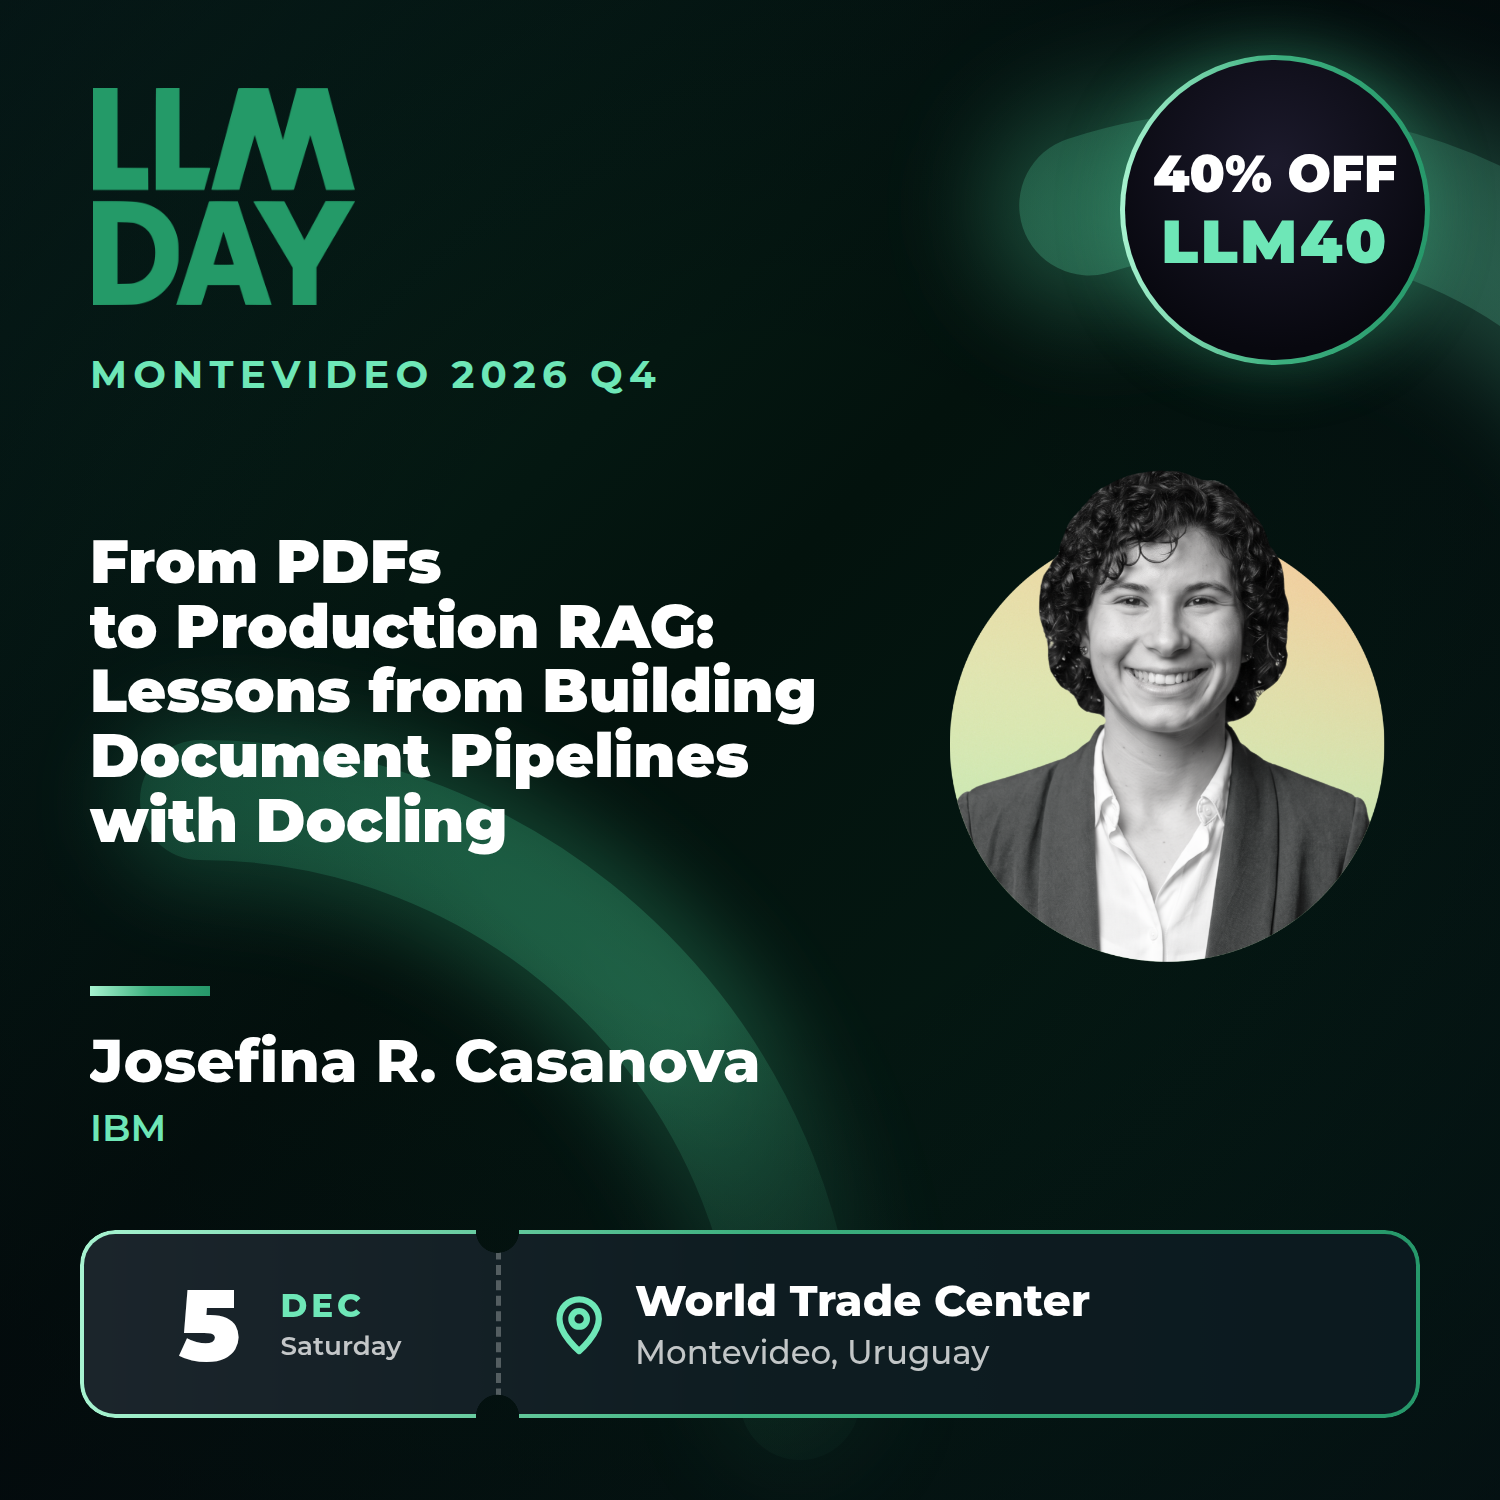 LLM
DAY
MONTEVIDEO 2026 Q4
40% OFF
LLM40
From PDFs
to Production RAG:
Lessons from Building
Document Pipelines
with Docling
Josefina R. Casanova
IBM
5
DEC
Saturday
World Trade Center
Montevideo, Uruguay